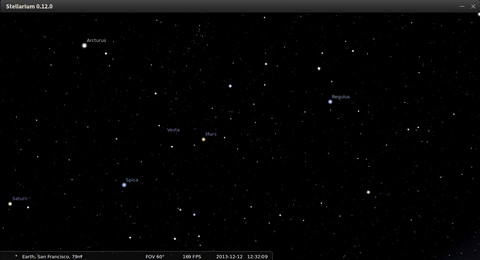 Stellarium 0.12.0
Arcturus
Regulus
Vesta
Mars
Spica
Saturn
Earth, San Francisco, 79m FOV 60° 169 FPS 2013-12-12 12:32:09